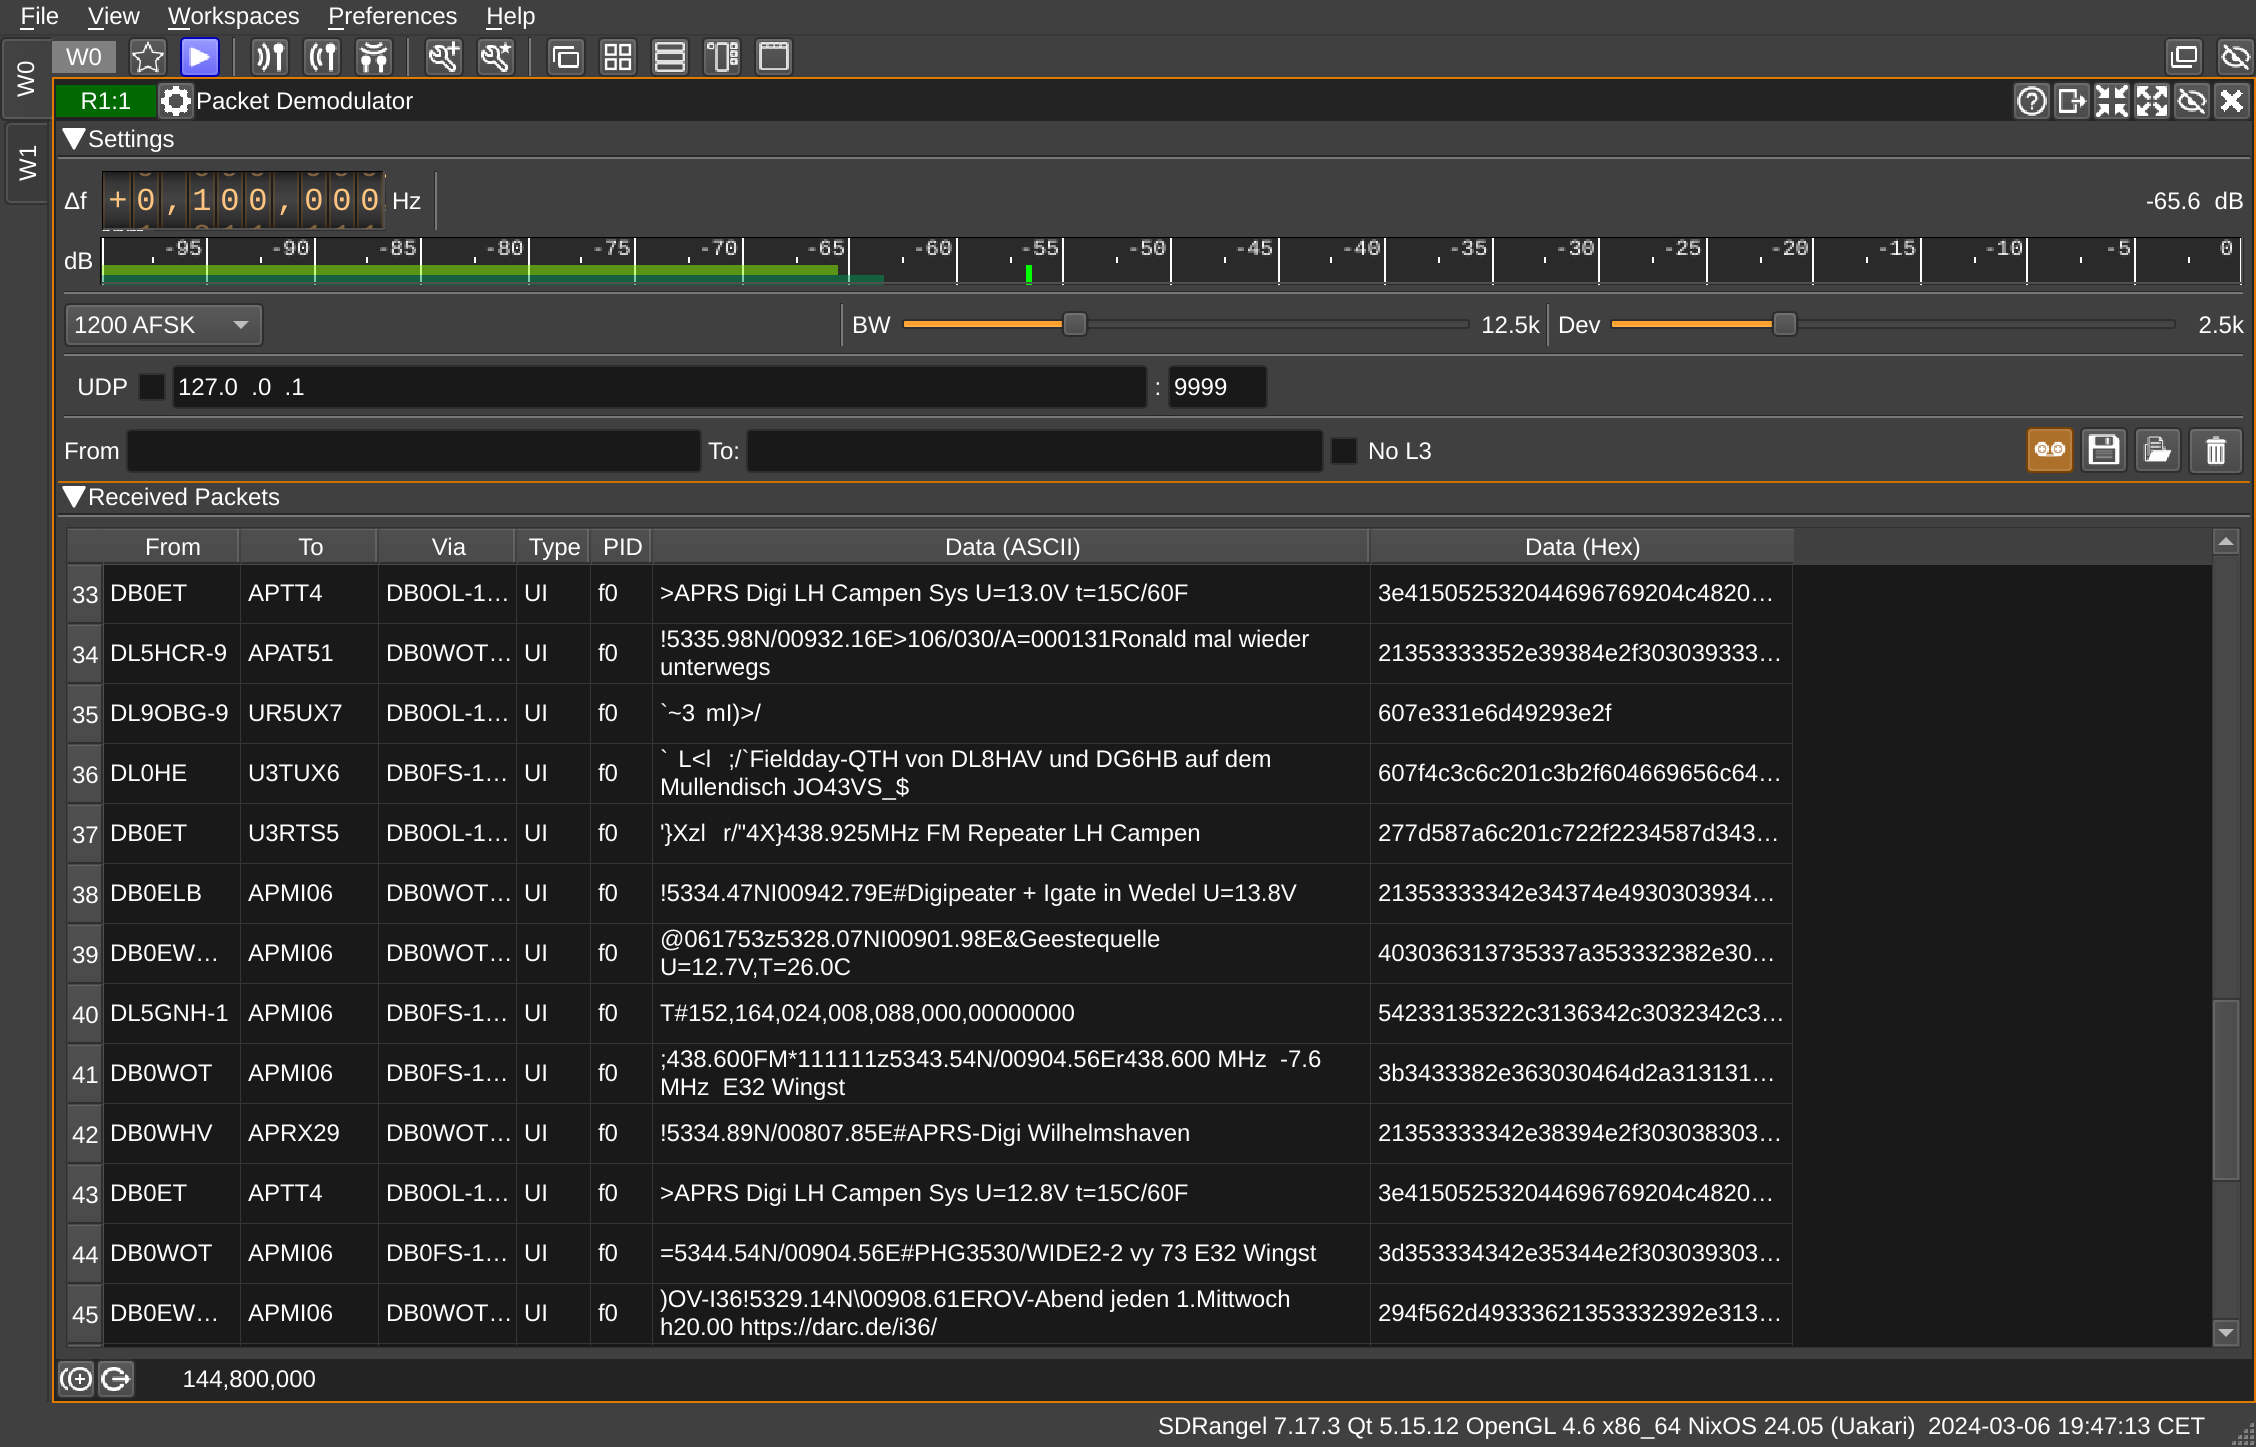 File View Workspaces Preferences Help
W0
W0
W1
R1:1 Packet Demodulator
Settings
Δf +0,100,000 Hz -65.6 dB
dB -95 -90 -85 -80 -75 -70 -65 -60 -55 -50 -45 -40 -35 -30 -25 -20 -15 -10 -5 0
1200 AFSK BW 12.5k Dev 2.5k
UDP 127.0 .0 .1 : 9999
From To: No L3
Received Packets
From To Via Type PID Data (ASCII) Data (Hex)
33 DB0ET APTT4 DB0OL-1... UI f0 >APRS Digi LH Campen Sys U=13.0V t=15C/60F 3e415052532044696769204c4820...
34 DL5HCR-9 APAT51 DB0WOT... UI f0 !5335.98N/00932.16E>106/030/A=000131Ronald mal wieder
unterwegs 21353333352e39384e2f303039333...
35 DL9OBG-9 UR5UX7 DB0OL-1... UI f0 `~3 mI)>/ 607e331e6d49293e2f
36 DL0HE U3TUX6 DB0FS-1... UI f0 ` L<l ;/`Fieldday-QTH von DL8HAV und DG6HB auf dem
Mullendisch JO43VS_$ 607f4c3c6c201c3b2f604669656c64...
37 DB0ET U3RTS5 DB0OL-1... UI f0 '}Xzl r/"4X}438.925MHz FM Repeater LH Campen 277d587a6c201c722f2234587d343...
38 DB0ELB APMI06 DB0WOT... UI f0 !5334.47NI00942.79E#Digipeater + Igate in Wedel U=13.8V 21353333342e34374e4930303934...
39 DB0EW... APMI06 DB0WOT... UI f0 @061753z5328.07NI00901.98E&Geestequelle
U=12.7V,T=26.0C 403036313735337a353332382e30...
40 DL5GNH-1 APMI06 DB0FS-1... UI f0 T#152,164,024,008,088,000,00000000 54233135322c3136342c3032342c3...
41 DB0WOT APMI06 DB0FS-1... UI f0 ;438.600FM*111111z5343.54N/00904.56Er438.600 MHz -7.6
MHz E32 Wingst 3b3433382e363030464d2a313131...
42 DB0WHV APRX29 DB0WOT... UI f0 !5334.89N/00807.85E#APRS-Digi Wilhelmshaven 21353333342e38394e2f303038303...
43 DB0ET APTT4 DB0OL-1... UI f0 >APRS Digi LH Campen Sys U=12.8V t=15C/60F 3e415052532044696769204c4820...
44 DB0WOT APMI06 DB0FS-1... UI f0 =5344.54N/00904.56E#PHG3530/WIDE2-2 vy 73 E32 Wingst 3d353334342e35344e2f303039303...
45 DB0EW... APMI06 DB0WOT... UI f0 )OV-I36!5329.14N\00908.61EROV-Abend jeden 1.Mittwoch
h20.00 https://darc.de/i36/ 294f562d49333621353332392e313...
144,800,000
SDRangel 7.17.3 Qt 5.15.12 OpenGL 4.6 x86_64 NixOS 24.05 (Uakari) 2024-03-06 19:47:13 CET